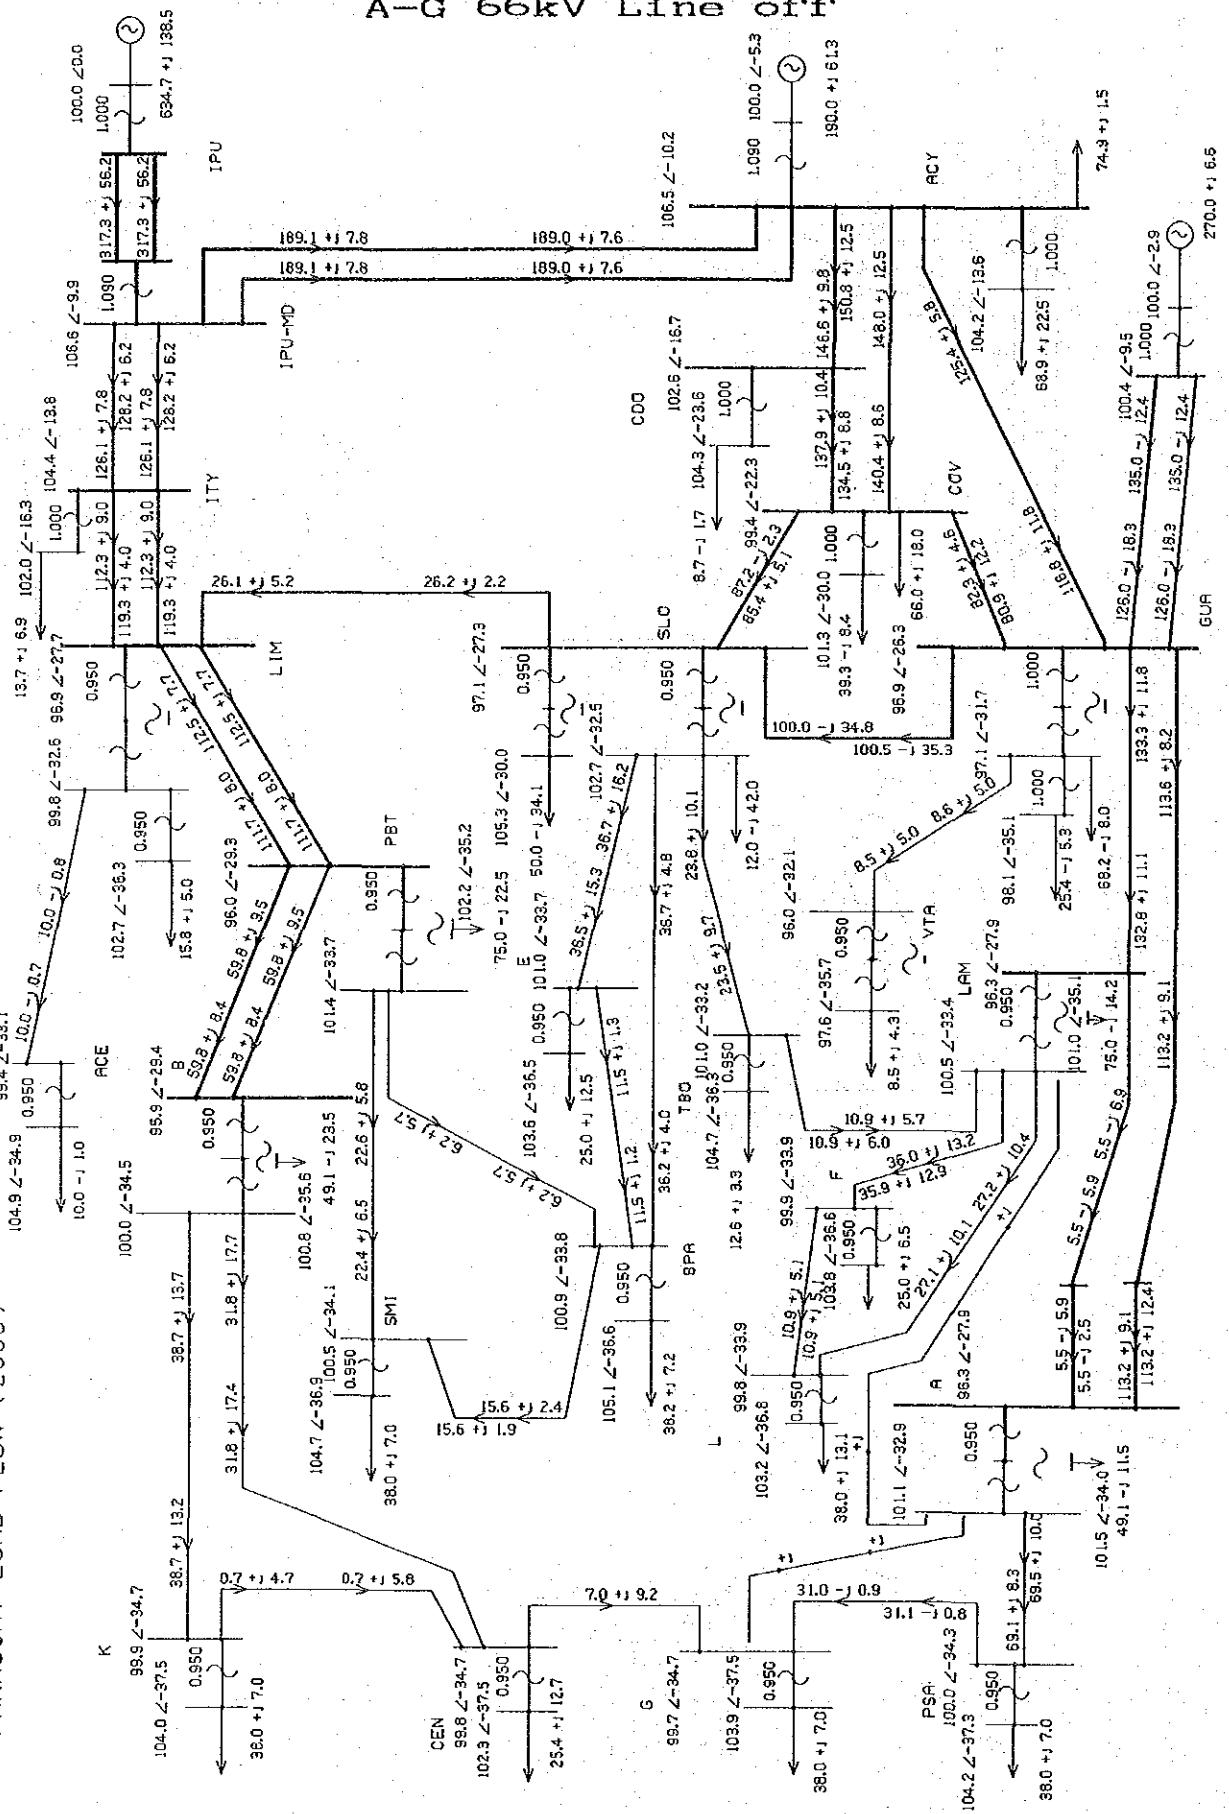 A-G 66kV Line off
100.0 ∠0.0
1.000
634.7 +j 138.5
317.3 +j 56.2
317.3 +j 56.2
IPU
1.090
106.6 ∠-9.9
IPU-MD
189.1 +j 7.8
189.0 +j 7.6
189.1 +j 7.8
189.0 +j 7.6
126.1 +j 7.8
128.2 +j 6.2
126.1 +j 7.8
128.2 +j 6.2
104.4 ∠-13.8
ITY
1.000
102.0 ∠-16.3
13.7 +j 6.9
112.3 +j 9.0
119.3 +j 4.0
112.3 +j 9.0
119.3 +j 4.0
96.9 ∠-27.7
LIM
0.950
99.8 ∠-32.6
26.1 +j 5.2
26.2 +j 2.2
112.5 +j 7.7
111.7 +j 8.0
112.5 +j 7.7
111.7 +j 8.0
10.0 -j 0.8
10.0 -j 0.7
0.950
102.7 ∠-36.3
15.8 +j 5.0
ACE
0.950
104.9 ∠-34.9
10.0 -j 1.0
PBT
96.0 ∠-29.3
0.950
102.2 ∠-35.2
75.0 -j 22.5
101.4 ∠-33.7
59.8 +j 9.5
59.8 +j 8.4
59.8 +j 9.5
59.8 +j 8.4
B
95.9 ∠-29.4
0.950
100.8 ∠-35.6
49.1 -j 23.5
100.0 ∠-34.5
38.7 +j 13.7
38.7 +j 13.2
31.8 +j 17.7
31.8 +j 17.4
22.6 +j 5.8
22.4 +j 6.5
6.2 +j 5.7
6.2 +j 5.7
SMI
100.5 ∠-34.1
0.950
104.7 ∠-36.9
38.0 +j 7.0
15.6 +j 2.4
15.6 +j 1.9
K
99.9 ∠-34.7
104.0 ∠-37.5
0.950
38.0 +j 7.0
0.7 +j 4.7
0.7 +j 5.8
CEN
99.8 ∠-34.7
102.3 ∠-37.5
0.950
25.4 +j 12.7
7.0 +j 9.2
G
99.7 ∠-34.7
103.9 ∠-37.5
0.950
38.0 +j 7.0
31.0 -j 0.9
31.1 -j 0.8
PSA
100.0 ∠-34.3
104.2 ∠-37.3
0.950
38.0 +j 7.0
69.1 +j 8.3
69.5 +j 10.0
+j
+j
+j
+j
A
96.3 ∠-27.9
0.950
101.1 ∠-32.9
101.5 ∠-34.0
49.1 -j 11.5
100.0 ∠-5.3
1.090
190.0 +j 61.3
106.5 ∠-10.2
ACY
74.9 +j 1.5
104.2 ∠-13.6
1.000
68.9 +j 22.5
146.6 +j 9.8
150.8 +j 12.5
148.0 +j 12.5
140.4 +j 8.6
125.4 +j 5.8
116.8 +j 11.8
CDO
102.6 ∠-16.7
1.000
104.3 ∠-23.6
8.7 -j 1.7
137.9 +j 10.4
134.5 +j 8.8
COV
99.4 ∠-22.3
1.000
101.3 ∠-30.0
39.3 -j 8.4
66.0 +j 18.0
87.2 -j 2.3
85.4 +j 5.1
82.3 +j 4.6
80.9 +j 12.2
SLO
97.1 ∠-27.3
0.950
105.3 ∠-30.0
50.0 -j 34.1
0.950
102.7 ∠-32.5
12.0 -j 42.0
100.0 -j 34.8
100.5 -j 35.3
36.7 +j 16.2
36.5 +j 15.3
36.7 +j 4.8
36.2 +j 4.0
23.8 +j 10.1
23.5 +j 9.7
E
101.0 ∠-33.7
0.950
103.6 ∠-36.5
25.0 +j 12.5
11.5 +j 1.3
11.5 +j 1.2
BPA
100.9 ∠-33.8
0.950
105.1 ∠-36.6
38.2 +j 7.2
TBO
101.0 ∠-33.2
0.950
104.7 ∠-36.3
12.6 +j 3.3
10.9 +j 5.7
10.9 +j 6.0
100.0 ∠-2.9
1.000
270.0 +j 6.6
100.4 ∠-9.5
135.0 -j 12.4
126.0 -j 18.3
135.0 -j 12.4
126.0 -j 18.3
GUA
96.9 ∠-26.3
1.000
97.1 ∠-31.7
1.000
98.1 ∠-35.1
25.4 -j 5.3
68.2 -j 8.0
8.6 +j 5.0
8.5 +j 5.0
VTA
96.0 ∠-32.1
0.950
97.6 ∠-35.7
8.5 +j 4.3
133.3 +j 11.8
132.8 +j 11.1
113.6 +j 8.2
113.2 +j 9.1
LAM
96.3 ∠-27.9
0.950
101.0 ∠-35.1
75.0 -j 14.2
100.5 ∠-33.4
36.0 +j 13.2
35.9 +j 12.9
27.2 +j 10.4
27.1 +j 10.1
F
99.9 ∠-33.9
0.950
103.8 ∠-36.6
25.0 +j 6.5
10.9 +j 5.1
10.9 +j 5.1
L
99.8 ∠-33.9
0.950
103.2 ∠-36.8
38.0 +j 13.1
5.5 -j 6.9
5.5 -j 5.9
5.5 -j 5.9
5.5 -j 2.5
113.2 +j 9.1
113.2 +j 12.4